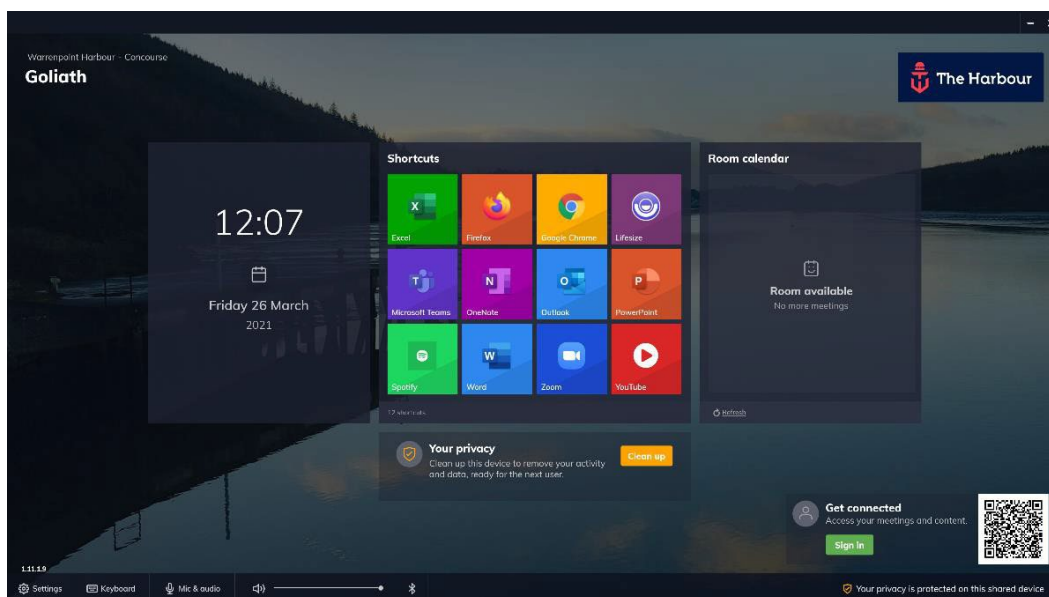 Warrenpoint Harbour - Concourse
Goliath
The Harbour
12:07
Friday 26 March
2021
Shortcuts
Excel
Firefox
Google Chrome
Lifesize
Microsoft Teams
OneNote
Outlook
PowerPoint
Spotify
Word
Zoom
YouTube
12 shortcuts
Room calendar
Room available
No more meetings
Refresh
Your privacy
Clean up this device to remove your activity
and data, ready for the next user.
Clean up
Get connected
Access your meetings and content.
Sign in
1.11.1.9
Settings
Keyboard
Mic & audio
Your privacy is protected on this shared device